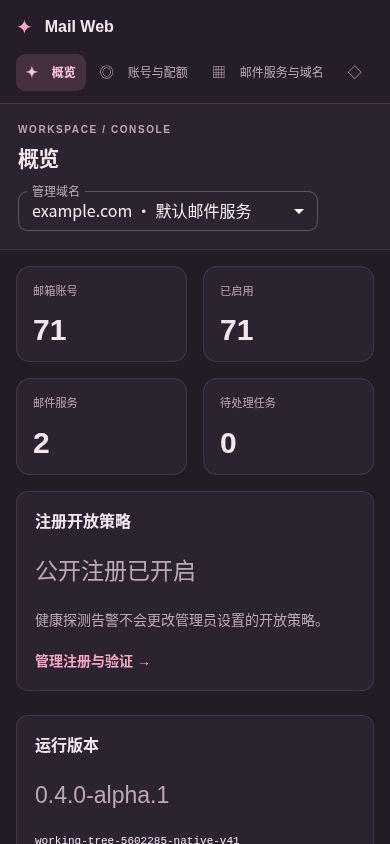 Mail Web
概览
账号与配额
邮件服务与域名
WORKSPACE / CONSOLE
概览
管理域名
example.com · 默认邮件服务
邮箱账号
已启用
71
71
邮件服务
待处理任务
2
0
注册开放策略
公开注册已开启
健康探测告警不会更改管理员设置的开放策略。
管理注册与验证 →
运行版本
0.4.0-alpha.1
working-tree-5602285-native-v41